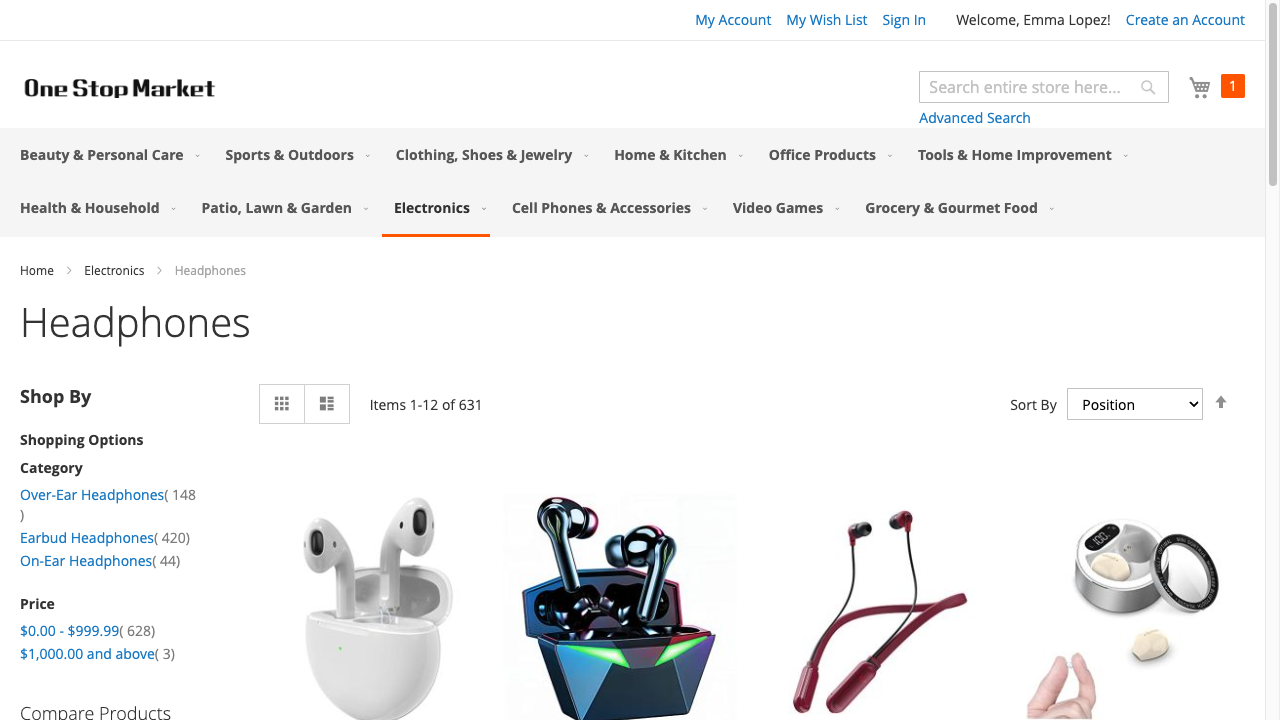 My Account My Wish List Sign In Welcome, Emma Lopez! Create an Account
One Stop Market
Search entire store here...
1
Advanced Search
Beauty & Personal Care Sports & Outdoors Clothing, Shoes & Jewelry Home & Kitchen Office Products Tools & Home Improvement
Health & Household Patio, Lawn & Garden Electronics Cell Phones & Accessories Video Games Grocery & Gourmet Food
Home Electronics Headphones
Headphones
Shop By
Items 1-12 of 631
Sort By Position
Shopping Options
Category
Over-Ear Headphones( 148
)
Earbud Headphones( 420)
On-Ear Headphones( 44)
Price
$0.00 - $999.99( 628)
$1,000.00 and above( 3)
Compare Products